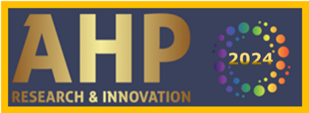 AHP
RESEARCH & INNOVATION
2024